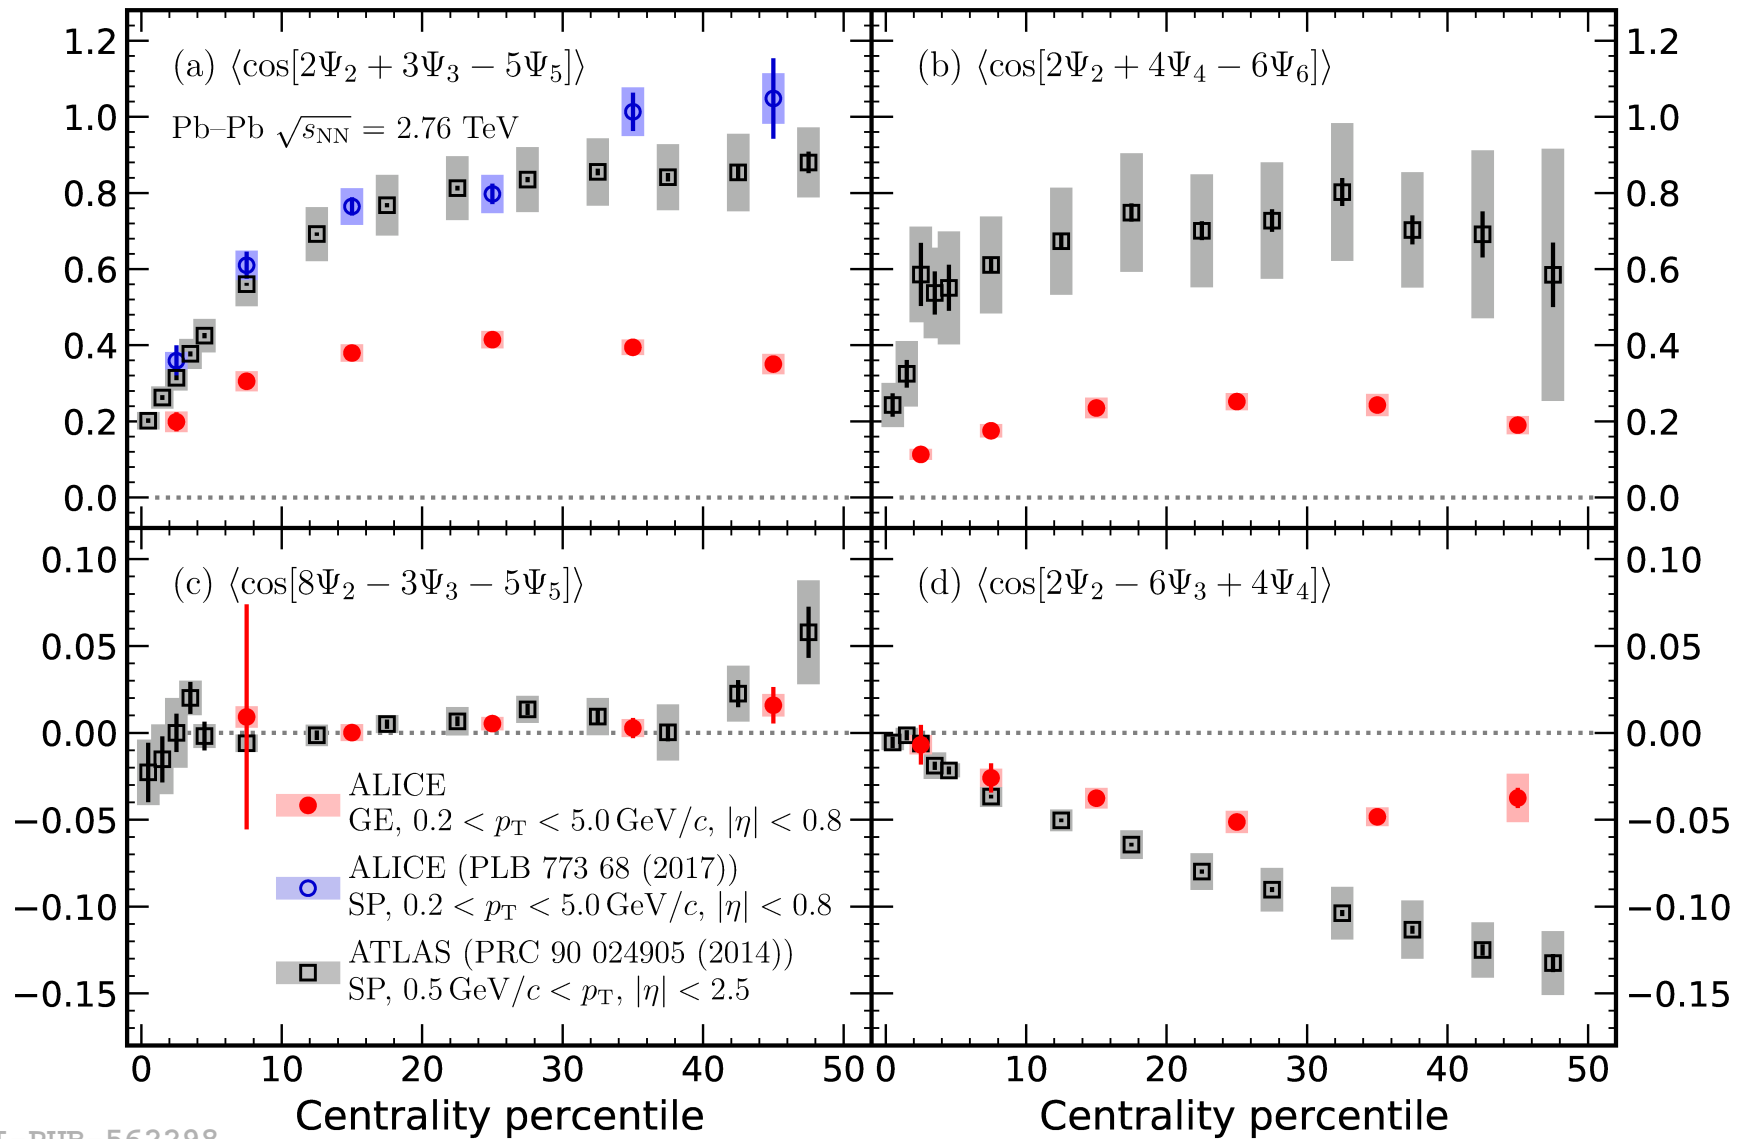 1.2
1.0
0.8
0.6
0.4
0.2
0.0
(a) ⟨cos[2Ψ₂ + 3Ψ₃ − 5Ψ₅]⟩
Pb–Pb √sNN = 2.76 TeV
(b) ⟨cos[2Ψ₂ + 4Ψ₄ − 6Ψ₆]⟩
1.2
1.0
0.8
0.6
0.4
0.2
0.0
0.10
0.05
0.00
−0.05
−0.10
−0.15
(c) ⟨cos[8Ψ₂ − 3Ψ₃ − 5Ψ₅]⟩
ALICE
GE, 0.2 < pT < 5.0 GeV/c, |η| < 0.8
ALICE (PLB 773 68 (2017))
SP, 0.2 < pT < 5.0 GeV/c, |η| < 0.8
ATLAS (PRC 90 024905 (2014))
SP, 0.5 GeV/c < pT, |η| < 2.5
(d) ⟨cos[2Ψ₂ − 6Ψ₃ + 4Ψ₄]⟩
0.10
0.05
0.00
−0.05
−0.10
−0.15
0 10 20 30 40 50
0 10 20 30 40 50
Centrality percentile
Centrality percentile